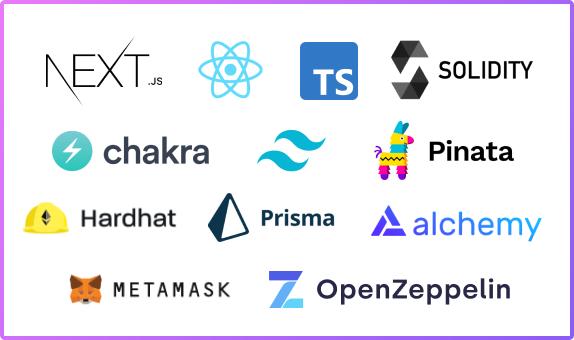 NEXT.JS
TS
SOLIDITY
chakra
Pinata
Hardhat
Prisma
alchemy
METAMASK
OpenZeppelin